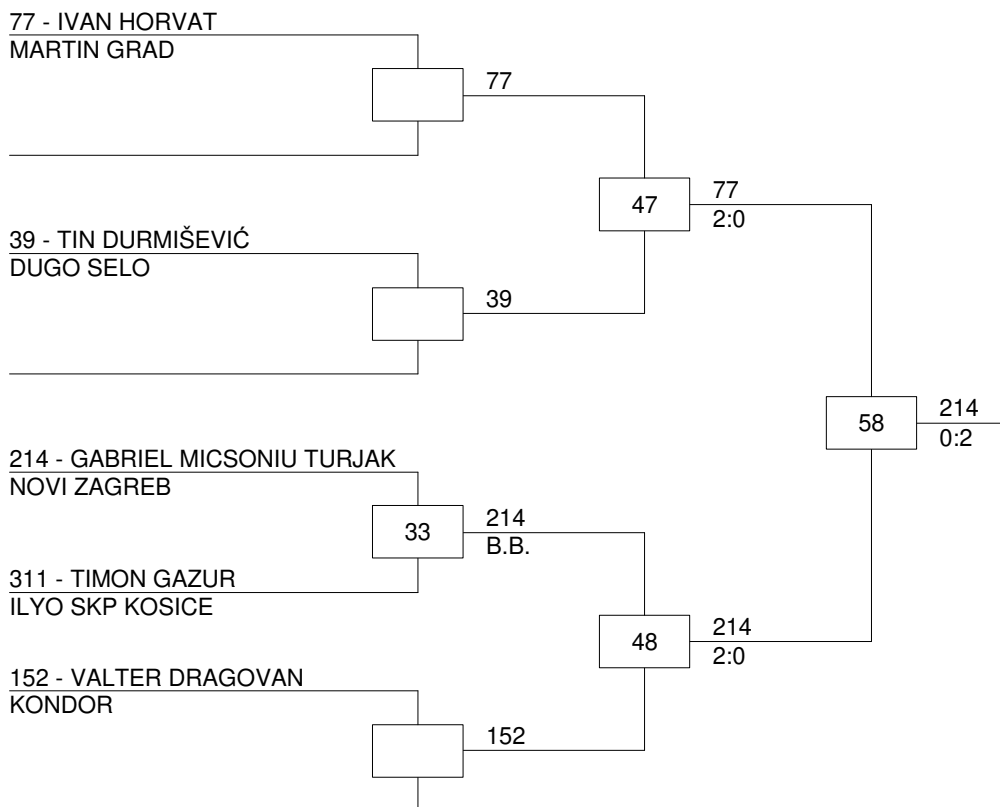 77 - IVAN HORVAT
MARTIN GRAD
77
47
77
2:0
39 - TIN DURMIŠEVIĆ
DUGO SELO
39
58
214
0:2
214 - GABRIEL MICSONIU TURJAK
NOVI ZAGREB
33
214
B.B.
311 - TIMON GAZUR
ILYO SKP KOSICE
48
214
2:0
152 - VALTER DRAGOVAN
KONDOR
152